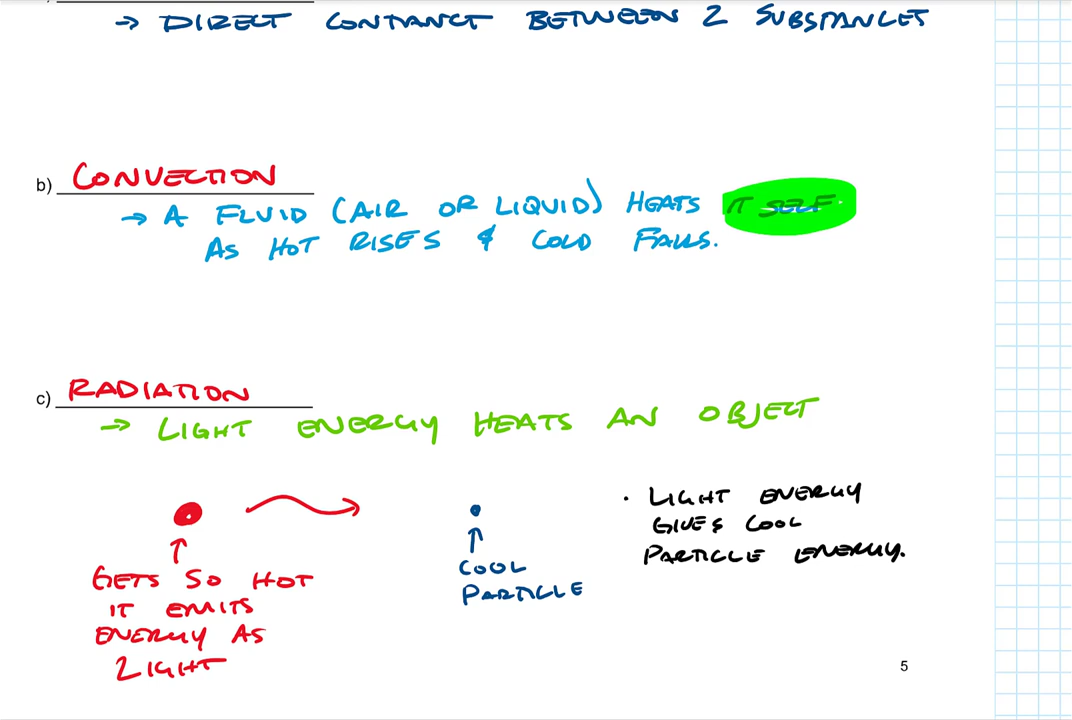 → DIRECT CONTRANCT BETWEEN 2 SUBSTANCES
b) CONVECTION
→ A FLUID (AIR OR LIQUID) HEATS IT SELF
AS HOT RISES & COLD FALLS.
c) RADIATION
→ LIGHT ENERGY HEATS AN OBJECT
GETS SO HOT
IT EMITS
ENERGY AS
LIGHT
COOL
PARTICLE
• LIGHT ENERGY
GIVES COOL
PARTICLE ENERGY.
5